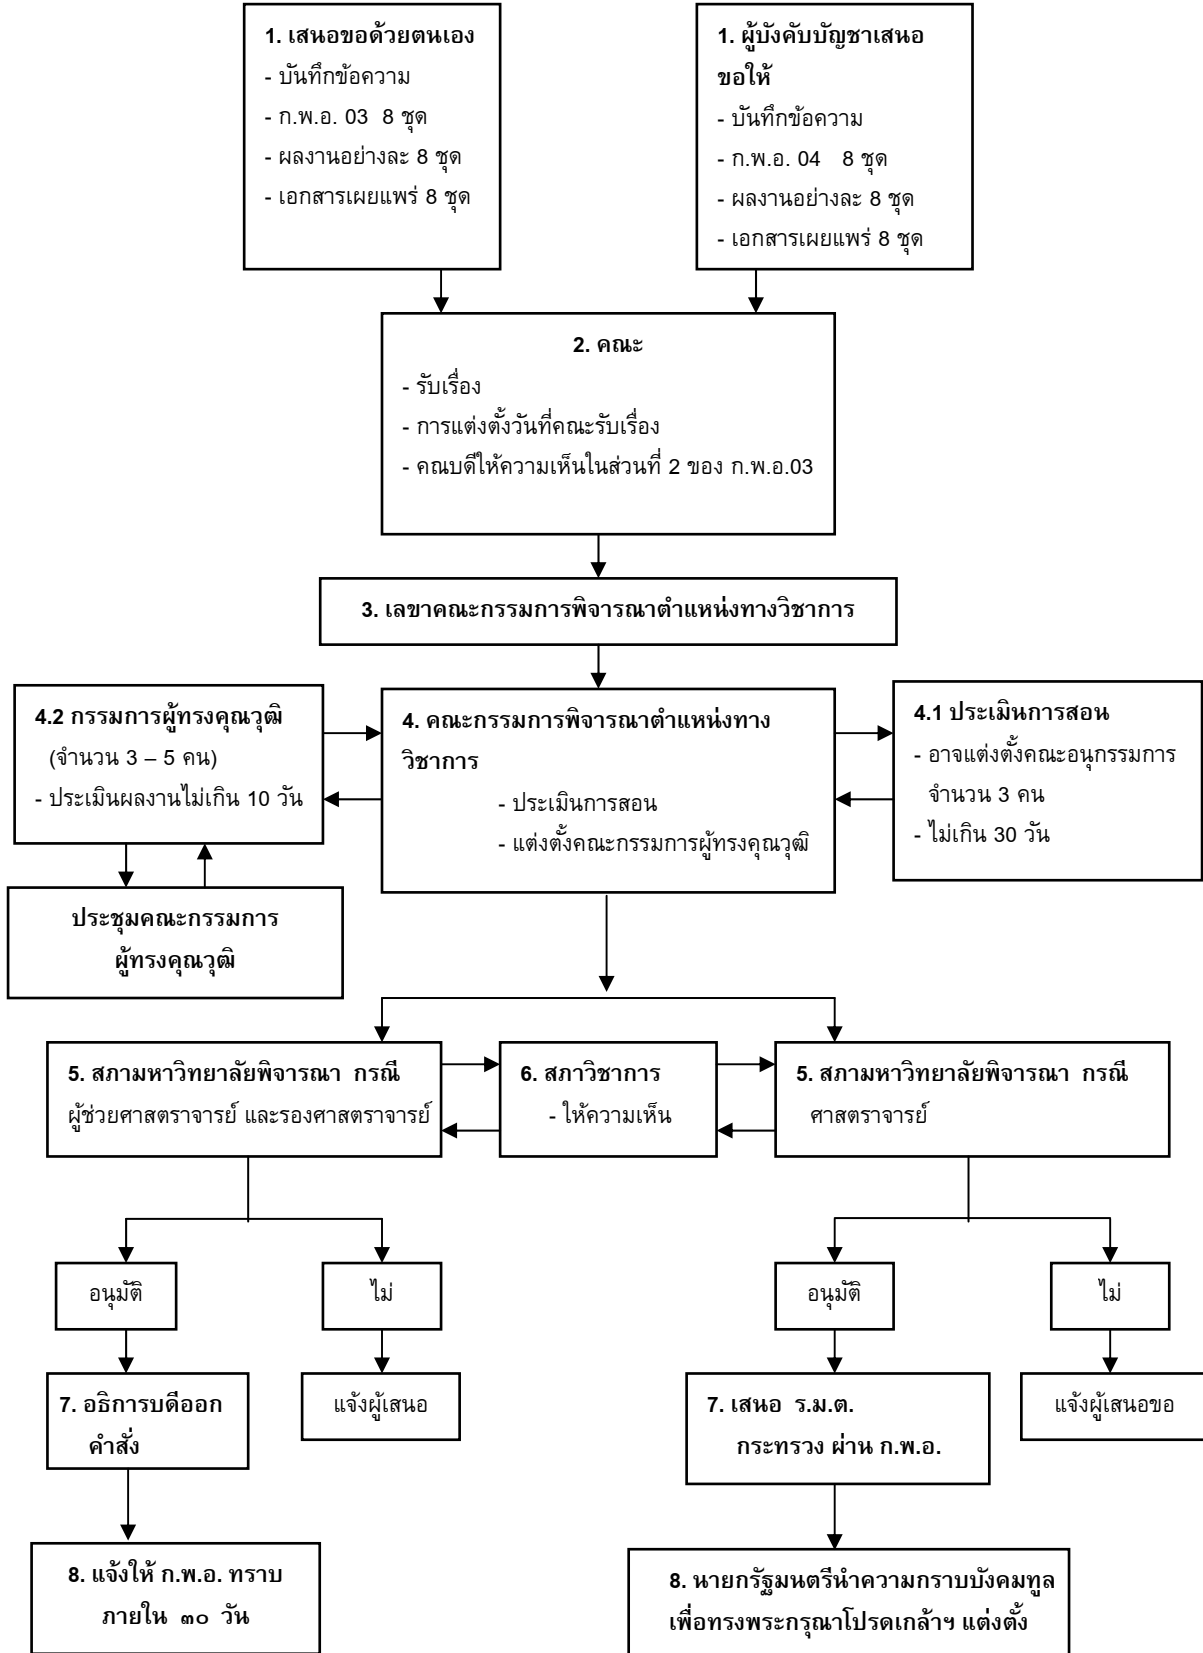 1. เสนอขอด้วยตนเอง
- บันทึกข้อความ
- ก.พ.อ. 03 8 ชุด
- ผลงานอย่างละ 8 ชุด
- เอกสารเผยแพร่ 8 ชุด
1. ผู้บังคับบัญชาเสนอ
ขอให้
- บันทึกข้อความ
- ก.พ.อ. 04 8 ชุด
- ผลงานอย่างละ 8 ชุด
- เอกสารเผยแพร่ 8 ชุด
2. คณะ
- รับเรื่อง
- การแต่งตั้งวันที่คณะรับเรื่อง
- คณบดีให้ความเห็นในส่วนที่ 2 ของ ก.พ.อ.03
3. เลขาคณะกรรมการพิจารณาตำแหน่งทางวิชาการ
4.2 กรรมการผู้ทรงคุณวุฒิ
(จำนวน 3 – 5 คน)
- ประเมินผลงานไม่เกิน 10 วัน
4. คณะกรรมการพิจารณาตำแหน่งทาง
วิชาการ
- ประเมินการสอน
- แต่งตั้งคณะกรรมการผู้ทรงคุณวุฒิ
4.1 ประเมินการสอน
- อาจแต่งตั้งคณะอนุกรรมการ
จำนวน 3 คน
- ไม่เกิน 30 วัน
ประชุมคณะกรรมการ
ผู้ทรงคุณวุฒิ
5. สภามหาวิทยาลัยพิจารณา กรณี
ผู้ช่วยศาสตราจารย์ และรองศาสตราจารย์
6. สภาวิชาการ
- ให้ความเห็น
5. สภามหาวิทยาลัยพิจารณา กรณี
ศาสตราจารย์
อนุมัติ
ไม่
อนุมัติ
ไม่
7. อธิการบดีออก
คำสั่ง
แจ้งผู้เสนอ
7. เสนอ ร.ม.ต.
กระทรวง ผ่าน ก.พ.อ.
แจ้งผู้เสนอขอ
8. แจ้งให้ ก.พ.อ. ทราบ
ภายใน ๓๐ วัน
8. นายกรัฐมนตรีนำความกราบบังคมทูล
เพื่อทรงพระกรุณาโปรดเกล้าฯ แต่งตั้ง